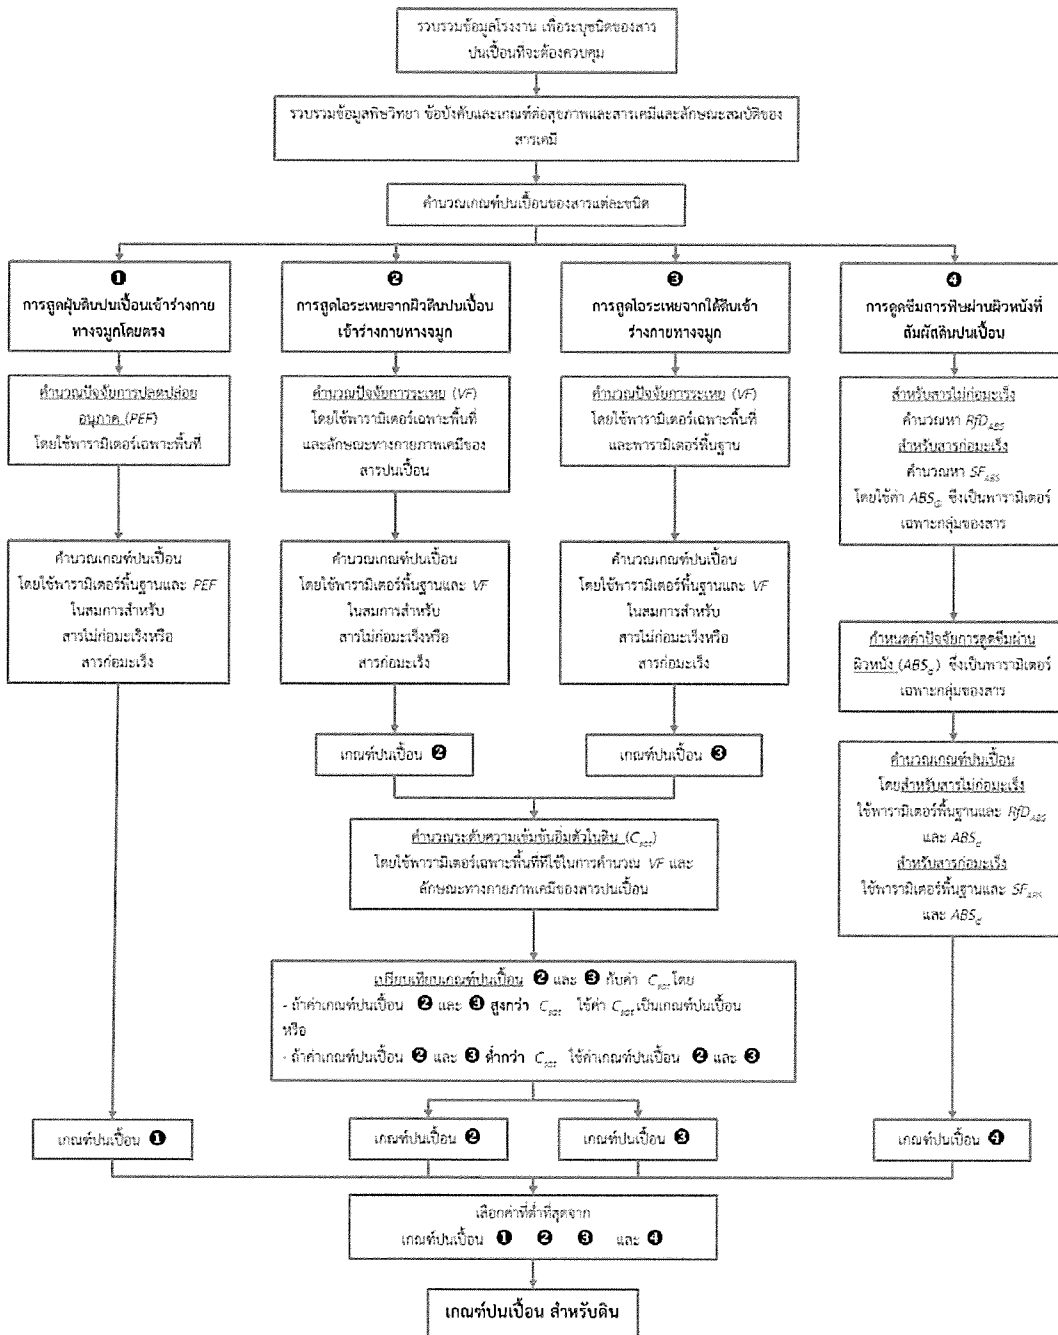 รวบรวมข้อมูลโรงงาน เพื่อระบุชนิดของสาร
ปนเปื้อนที่จะต้องควบคุม
รวบรวมข้อมูลพิษวิทยา ข้อบังคับและเกณฑ์ต่อสุขภาพและสารเคมีและลักษณะสมบัติของ
สารเคมี
คำนวณเกณฑ์ปนเปื้อนของสารแต่ละชนิด
❶
การสูดฝุ่นดินปนเปื้อนเข้าร่างกาย
ทางจมูกโดยตรง
คำนวณปัจจัยการปลดปล่อย
อนุภาค (PEF)
โดยใช้พารามิเตอร์เฉพาะพื้นที่
คำนวณเกณฑ์ปนเปื้อน
โดยใช้พารามิเตอร์พื้นฐานและ PEF
ในสมการสำหรับ
สารไม่ก่อมะเร็งหรือ
สารก่อมะเร็ง
❷
การสูดไอระเหยจากผิวดินปนเปื้อน
เข้าร่างกายทางจมูก
คำนวณปัจจัยการระเหย (VF)
โดยใช้พารามิเตอร์เฉพาะพื้นที่
และลักษณะทางกายภาพเคมีของ
สารปนเปื้อน
คำนวณเกณฑ์ปนเปื้อน
โดยใช้พารามิเตอร์พื้นฐานและ VF
ในสมการสำหรับ
สารไม่ก่อมะเร็งหรือ
สารก่อมะเร็ง
เกณฑ์ปนเปื้อน ❷
❸
การสูดไอระเหยจากใต้ดินเข้า
ร่างกายทางจมูก
คำนวณปัจจัยการระเหย (VF)
โดยใช้พารามิเตอร์เฉพาะพื้นที่
และพารามิเตอร์พื้นฐาน
คำนวณเกณฑ์ปนเปื้อน
โดยใช้พารามิเตอร์พื้นฐานและ VF
ในสมการสำหรับ
สารไม่ก่อมะเร็งหรือ
สารก่อมะเร็ง
เกณฑ์ปนเปื้อน ❸
❹
การดูดซึมสารพิษผ่านผิวหนังที่
สัมผัสดินปนเปื้อน
สำหรับสารไม่ก่อมะเร็ง
คำนวณหา RfD_ABS
สำหรับสารก่อมะเร็ง
คำนวณหา SF_ABS
โดยใช้ค่า ABS_GI ซึ่งเป็นพารามิเตอร์
เฉพาะกลุ่มของสาร
กำหนดค่าปัจจัยการดูดซึมผ่าน
ผิวหนัง (ABS_d) ซึ่งเป็นพารามิเตอร์
เฉพาะกลุ่มของสาร
คำนวณเกณฑ์ปนเปื้อน
โดยสำหรับสารไม่ก่อมะเร็ง
ใช้พารามิเตอร์พื้นฐานและ RfD_ABS
และ ABS_d
สำหรับสารก่อมะเร็ง
ใช้พารามิเตอร์พื้นฐานและ SF_ABS
และ ABS_d
คำนวณระดับความเข้มข้นอิ่มตัวในดิน (C_sat)
โดยใช้พารามิเตอร์เฉพาะพื้นที่ที่ใช้ในการคำนวณ VF และ
ลักษณะทางกายภาพเคมีของสารปนเปื้อน
เปรียบเทียบเกณฑ์ปนเปื้อน ❷ และ ❸ กับค่า C_sat โดย
- ถ้าค่าเกณฑ์ปนเปื้อน ❷ และ ❸ สูงกว่า C_sat ใช้ค่า C_sat เป็นเกณฑ์ปนเปื้อน
หรือ
- ถ้าค่าเกณฑ์ปนเปื้อน ❷ และ ❸ ต่ำกว่า C_sat ใช้ค่าเกณฑ์ปนเปื้อน ❷ และ ❸
เกณฑ์ปนเปื้อน ❶
เกณฑ์ปนเปื้อน ❷
เกณฑ์ปนเปื้อน ❸
เกณฑ์ปนเปื้อน ❹
เลือกค่าที่ต่ำที่สุดจาก
เกณฑ์ปนเปื้อน ❶ ❷ ❸ และ ❹
เกณฑ์ปนเปื้อน สำหรับดิน